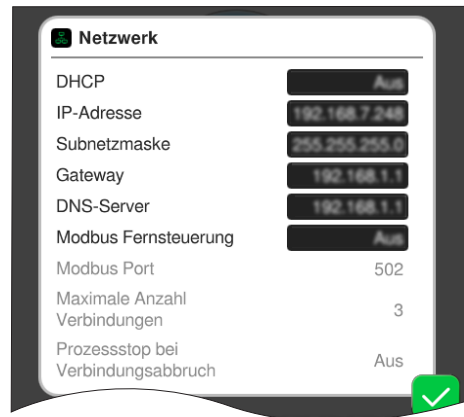 Netzwerk
DHCP Aus
IP-Adresse 192.168.7.248
Subnetzmaske 255.255.255.0
Gateway 192.168.1.1
DNS-Server 192.168.1.1
Modbus Fernsteuerung Aus
Modbus Port 502
Maximale Anzahl
Verbindungen 3
Prozessstop bei
Verbindungsabbruch Aus